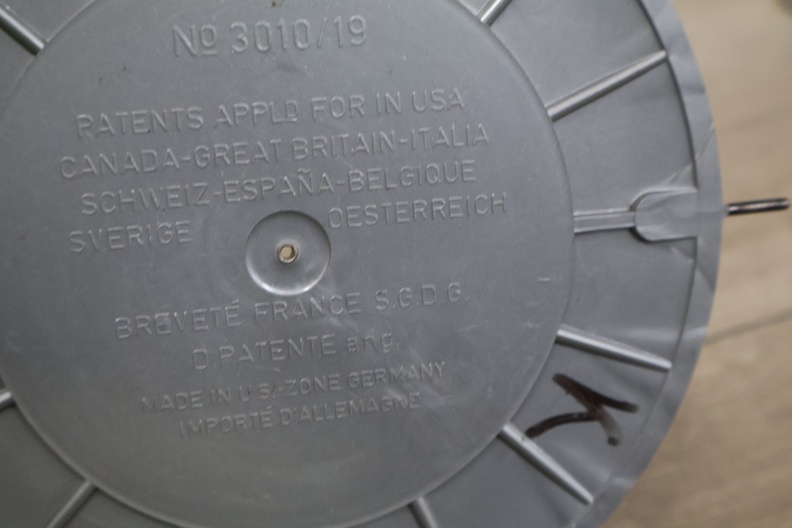 Nº 3010/19
PATENTS APPLD FOR IN USA
CANADA-GREAT BRITAIN-ITALIA
SCHWEIZ-ESPAÑA-BELGIQUE
SVERIGE OESTERREICH
BREVETÉ FRANCE S.G.D.G.
D.PATENTE ang.
MADE IN US-ZONE GERMANY
IMPORTÉ D'ALLEMAGNE